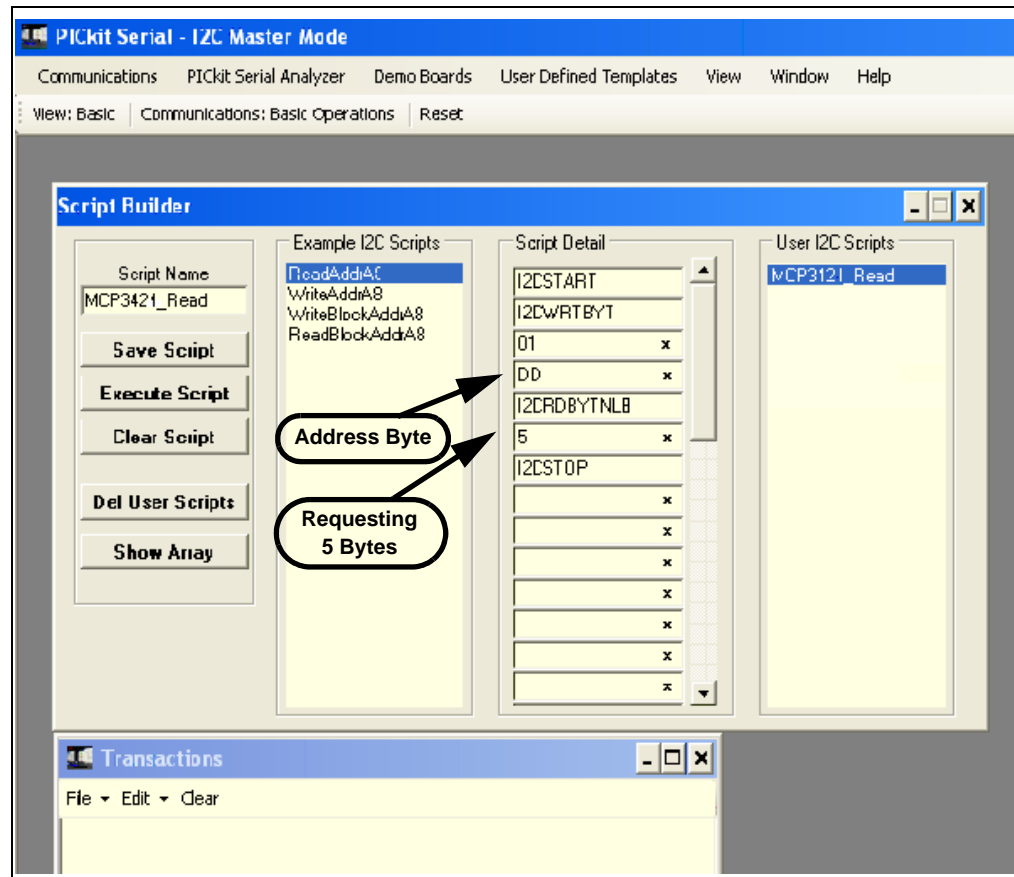 PICkit Serial - I2C Master Mode
Communications PICkit Serial Analyzer Demo Boards User Defined Templates View Window Help
View: Basic Communications: Basic Operations Reset
Script Builder
Script Name
MCP3421_Read
Save Script
Execute Script
Clear Script
Del User Scripts
Show Array
Example I2C Scripts
ReadAddrA8
WriteAddrA8
WriteBlockAddrA8
ReadBlockAddrA8
Address Byte
Requesting
5 Bytes
Script Detail
I2CSTART
I2CWRTBYT
01 x
DD x
I2CRDBYTNLB
5 x
I2CSTOP
x
x
x
x
x
x
x
User I2C Scripts
MCP3421_Read
Transactions
File Edit Clear